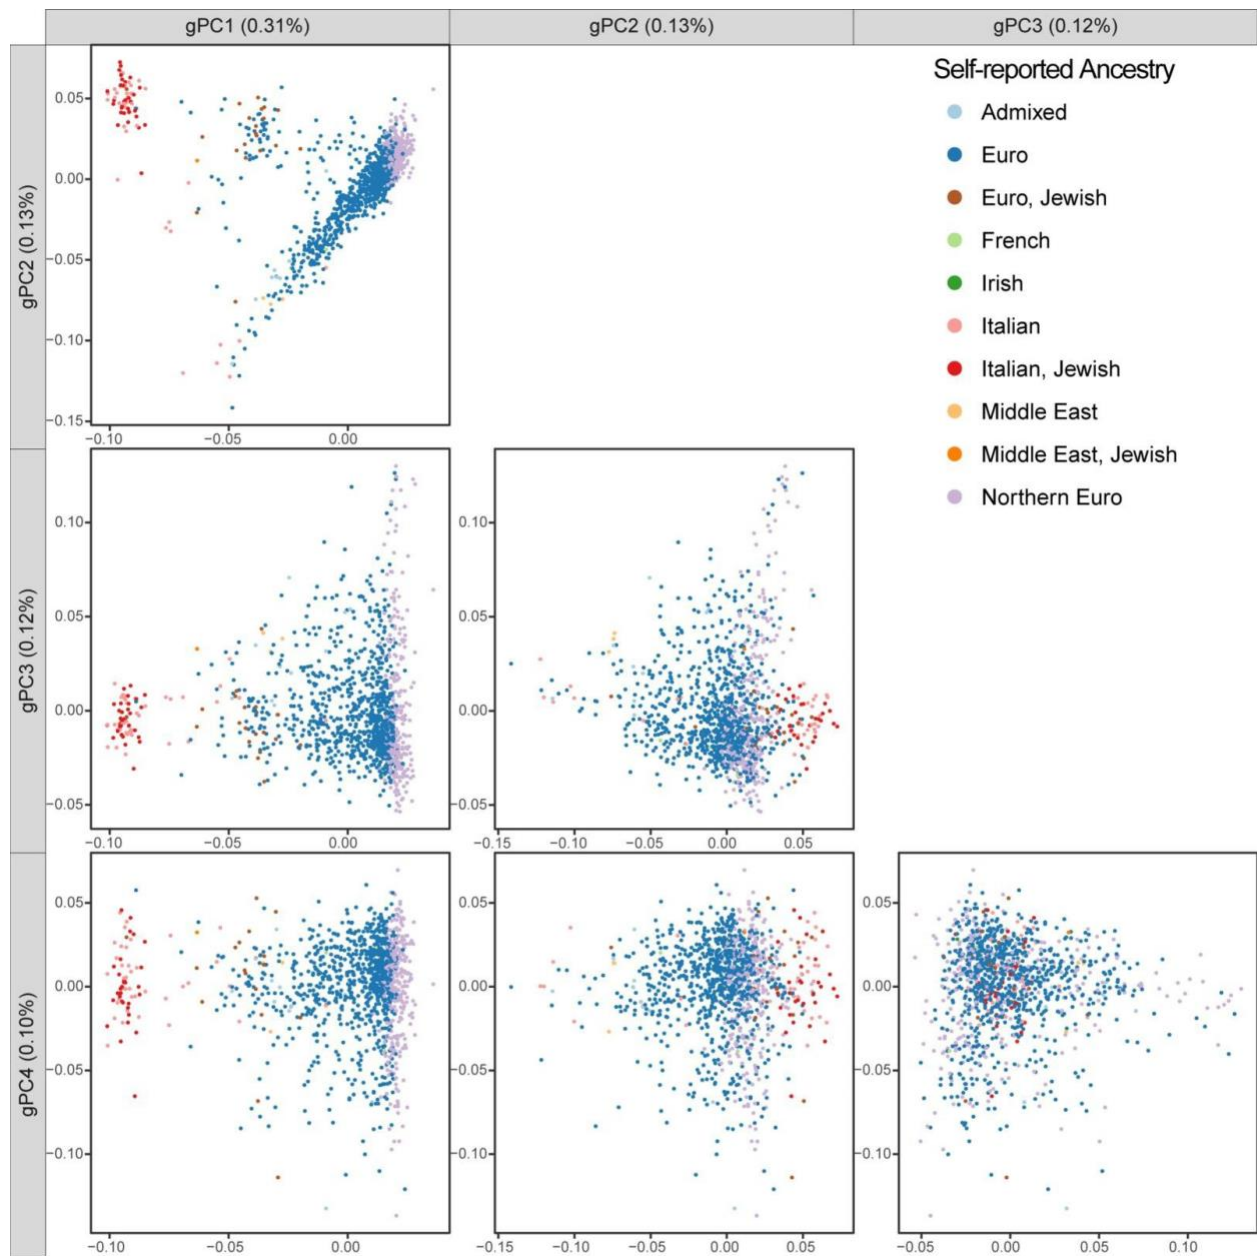 gPC1 (0.31%)
gPC2 (0.13%)
gPC3 (0.12%)
gPC2 (0.13%)
0.05
0.00
−0.05
−0.10
−0.15
−0.10
−0.05
0.00
Self-reported Ancestry
Admixed
Euro
Euro, Jewish
French
Irish
Italian
Italian, Jewish
Middle East
Middle East, Jewish
Northern Euro
gPC3 (0.12%)
0.10
0.05
0.00
−0.05
−0.10
−0.05
0.00
0.10
0.05
0.00
−0.05
−0.15
−0.10
−0.05
0.00
0.05
gPC4 (0.10%)
0.05
0.00
−0.05
−0.10
−0.10
−0.05
0.00
0.05
0.00
−0.05
−0.10
−0.15
−0.10
−0.05
0.00
0.05
0.05
0.00
−0.05
−0.10
−0.05
0.00
0.05
0.10